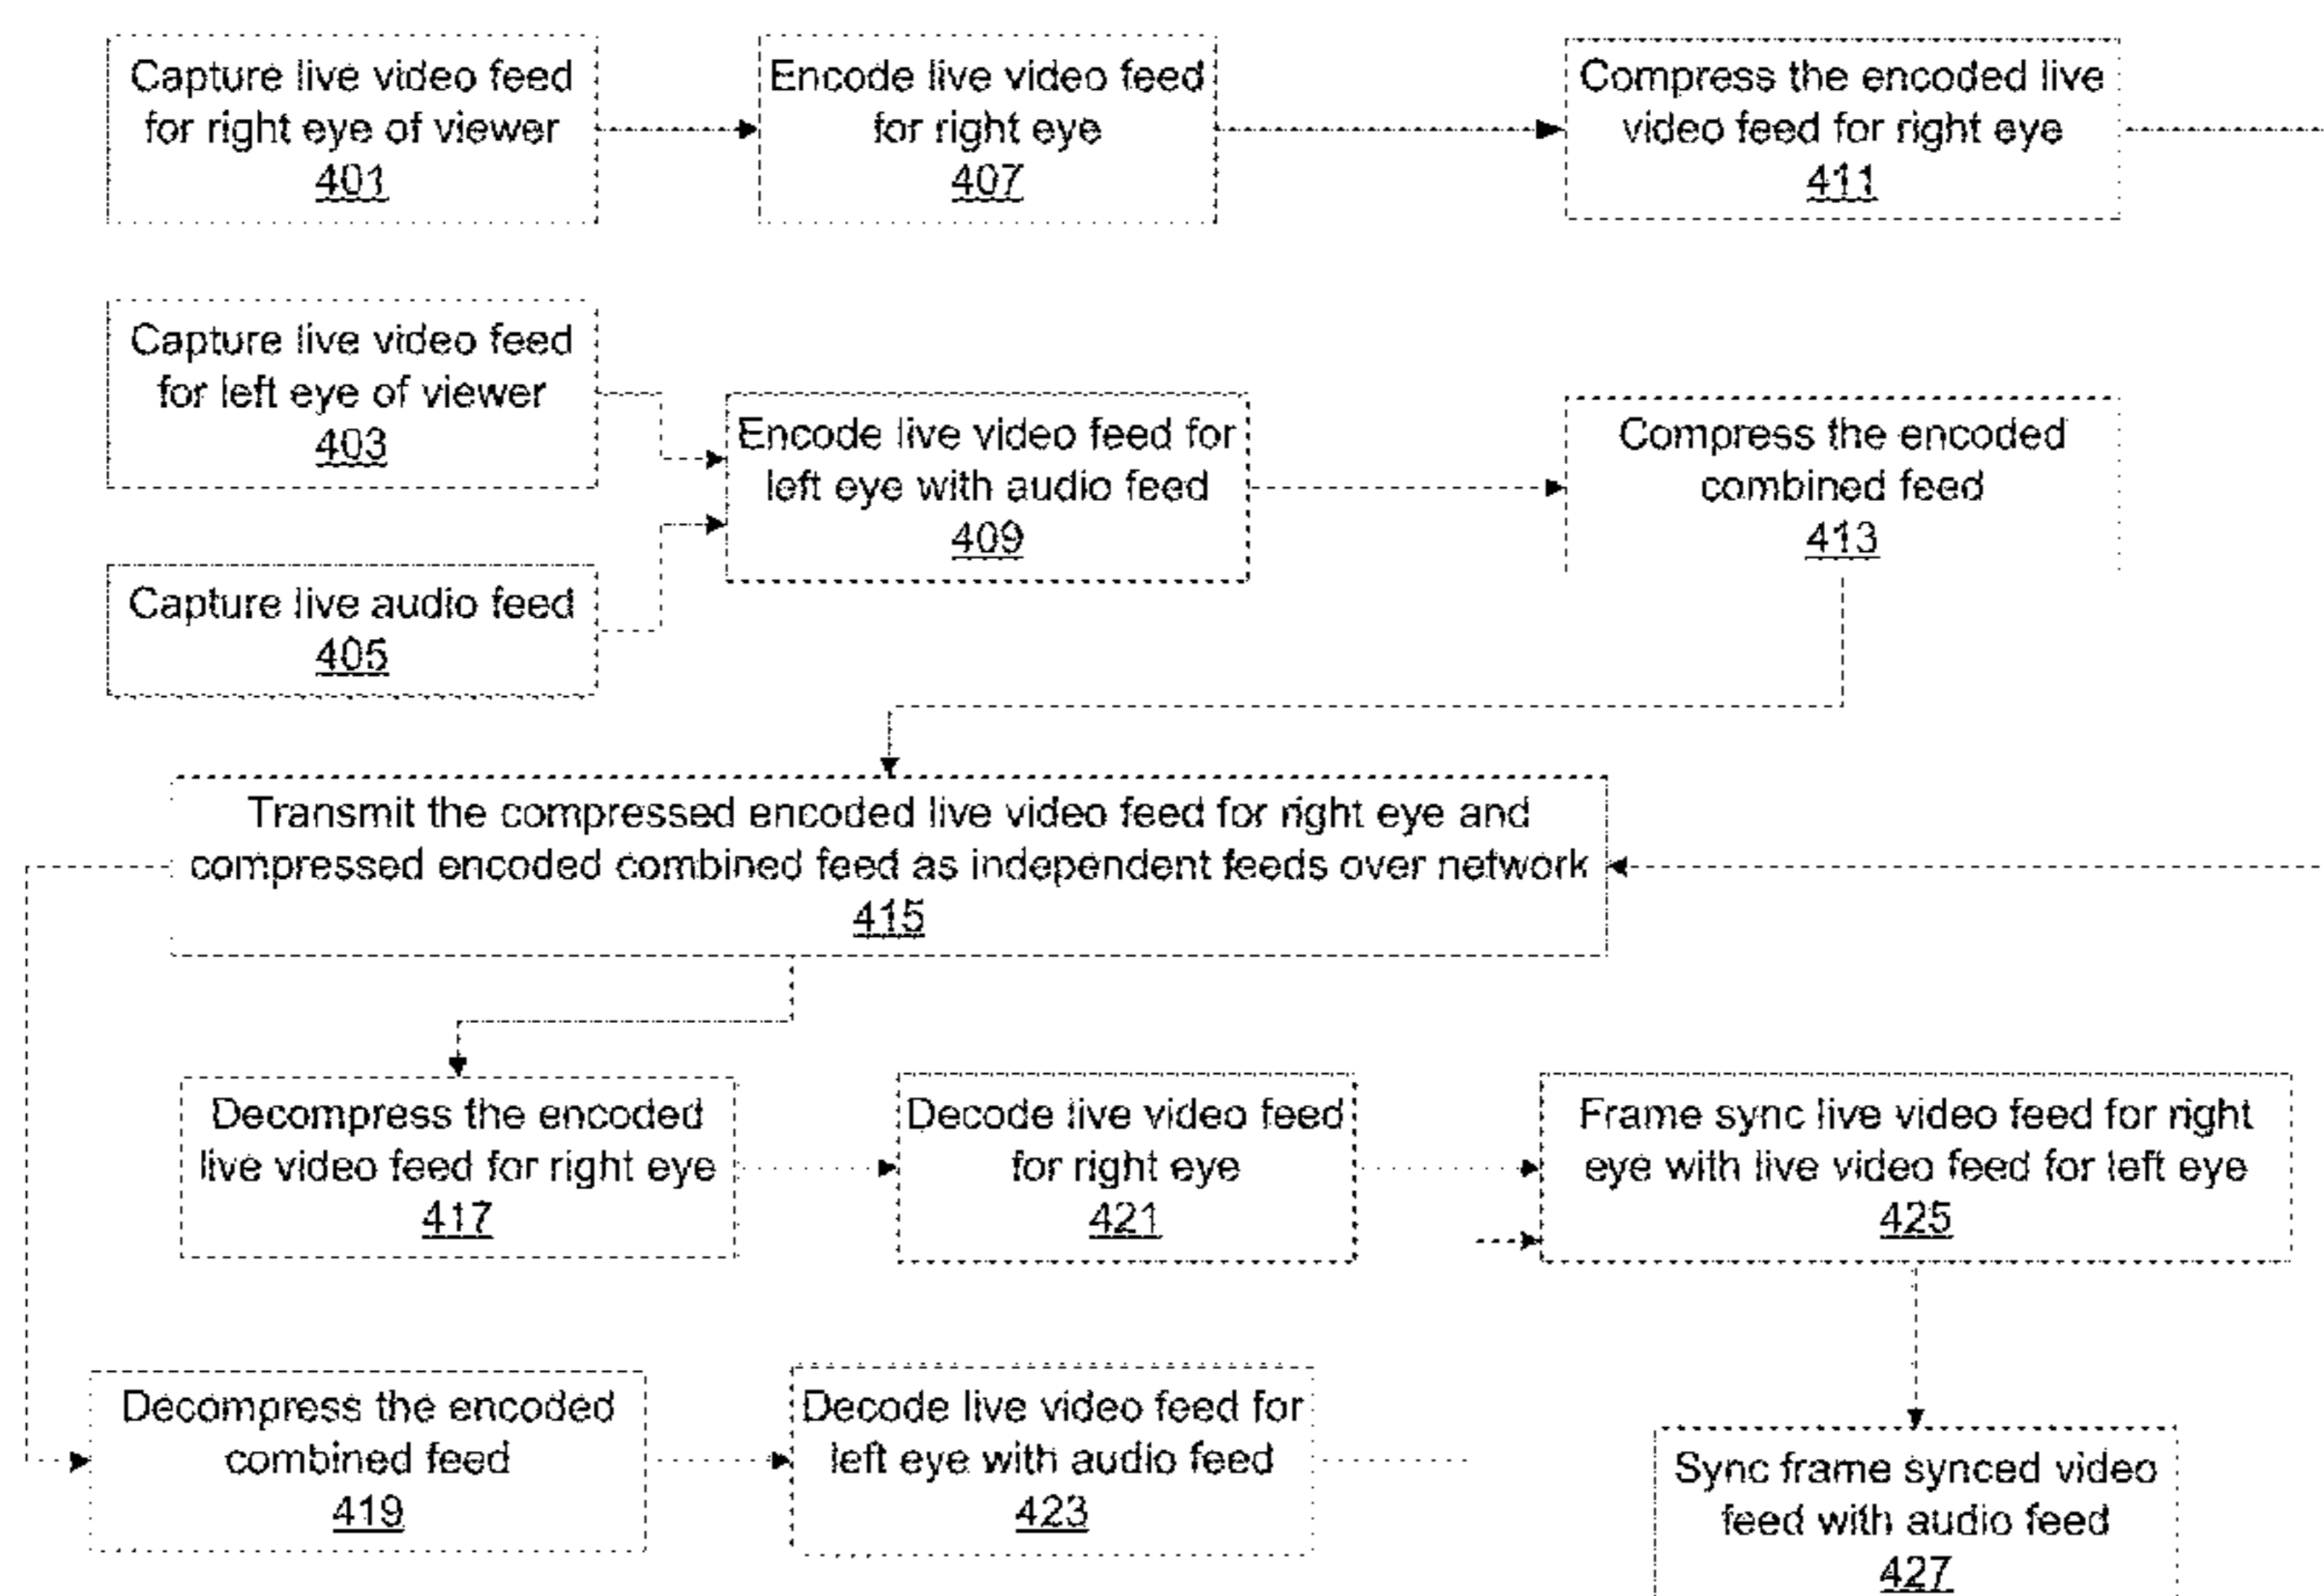 Capture live video feed
for right eye of viewer
401
Encode live video feed
for right eye
407
Compress the encoded live
video feed for right eye
411
Capture live video feed
for left eye of viewer
403
Encode live video feed for
left eye with audio feed
409
Compress the encoded
combined feed
413
Capture live audio feed
405
Transmit the compressed encoded live video feed for right eye and
compressed encoded combined feed as independent feeds over network
415
Decompress the encoded
live video feed for right eye
417
Decode live video feed
for right eye
421
Frame sync live video feed for right
eye with live video feed for left eye
425
Decompress the encoded
combined feed
419
Decode live video feed for
left eye with audio feed
423
Sync frame synced video
feed with audio feed
427